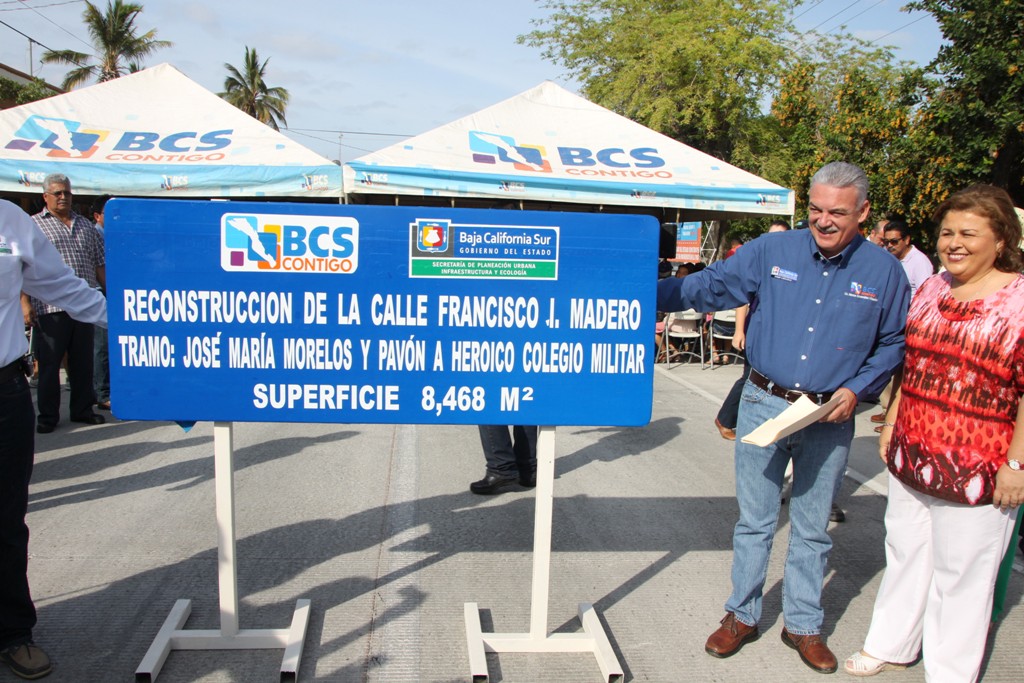 BCS
CONTIGO
BCS
CONTIGO
BCS
CONTIGO
Baja California Sur
GOBIERNO DEL ESTADO
SECRETARÍA DE PLANEACIÓN URBANA
INFRAESTRUCTURA Y ECOLOGÍA
RECONSTRUCCION DE LA CALLE FRANCISCO J. MADERO
TRAMO: JOSÉ MARÍA MORELOS Y PAVÓN A HEROICO COLEGIO MILITAR
SUPERFICIE 8,468 M²